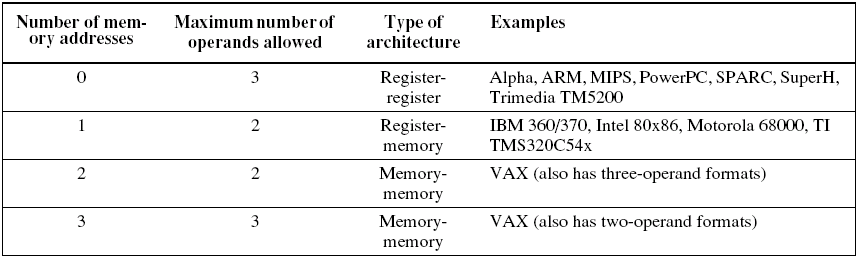 Number of mem- Maximum number of Type of Examples
ory addresses operands allowed architecture
0 3 Register- Alpha, ARM, MIPS, PowerPC, SPARC, SuperH,
register Trimedia TM5200
1 2 Register- IBM 360/370, Intel 80x86, Motorola 68000, TI
memory TMS320C54x
2 2 Memory- VAX (also has three-operand formats)
memory
3 3 Memory- VAX (also has two-operand formats)
memory